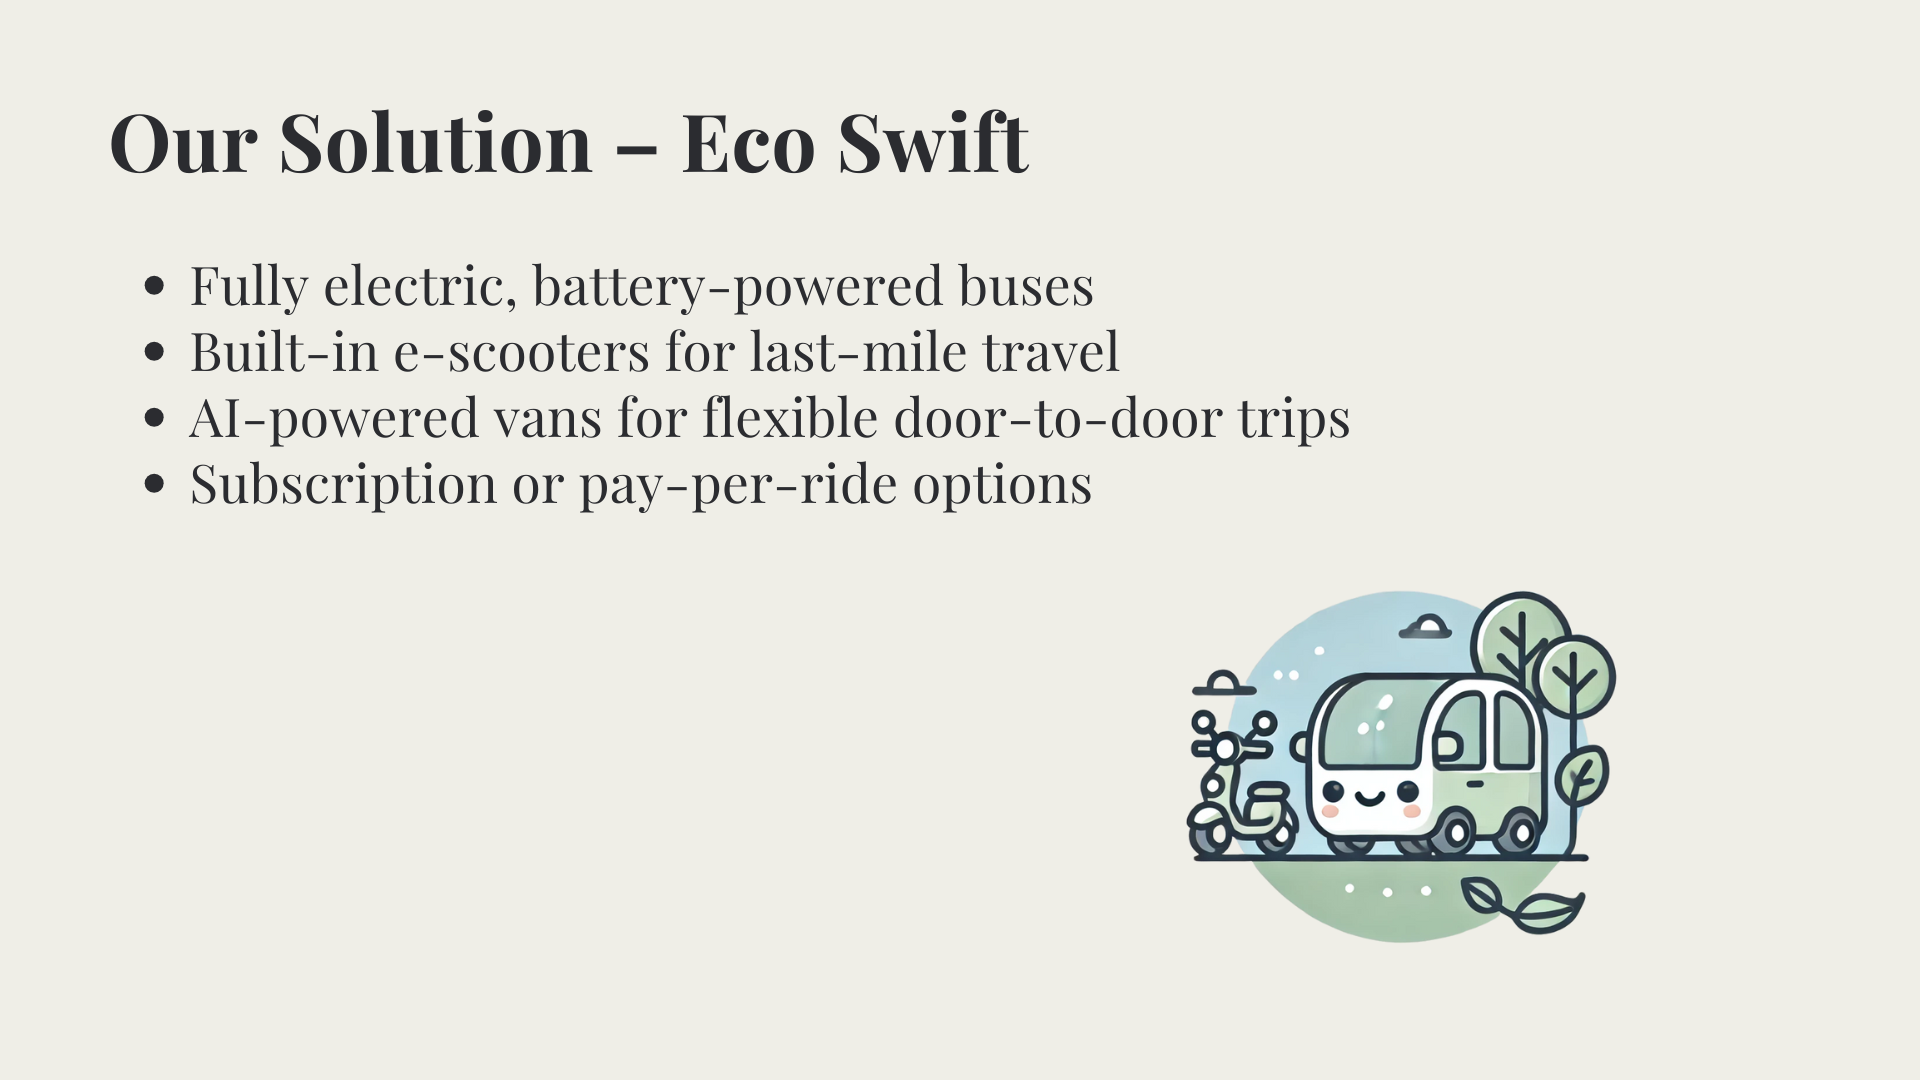 Our Solution – Eco Swift
• Fully electric, battery-powered buses
• Built-in e-scooters for last-mile travel
• AI-powered vans for flexible door-to-door trips
• Subscription or pay-per-ride options